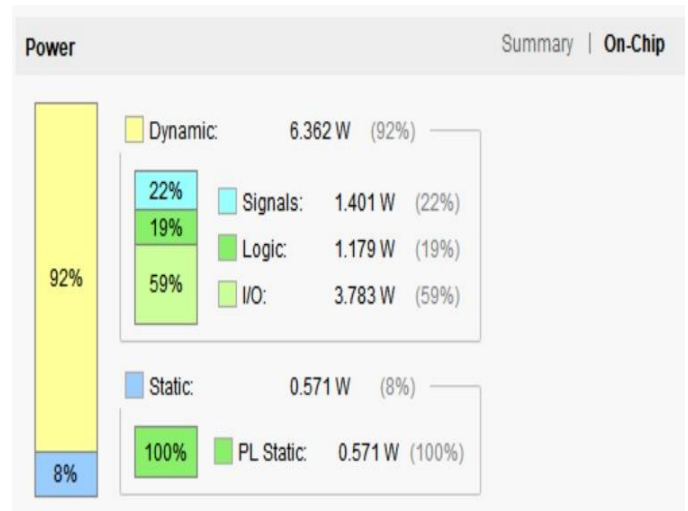 Power Summary | On-Chip
Dynamic: 6.362 W (92%)
22% Signals: 1.401 W (22%)
19% Logic: 1.179 W (19%)
92% 59% I/O: 3.783 W (59%)
Static: 0.571 W (8%)
100% PL Static: 0.571 W (100%)
8%